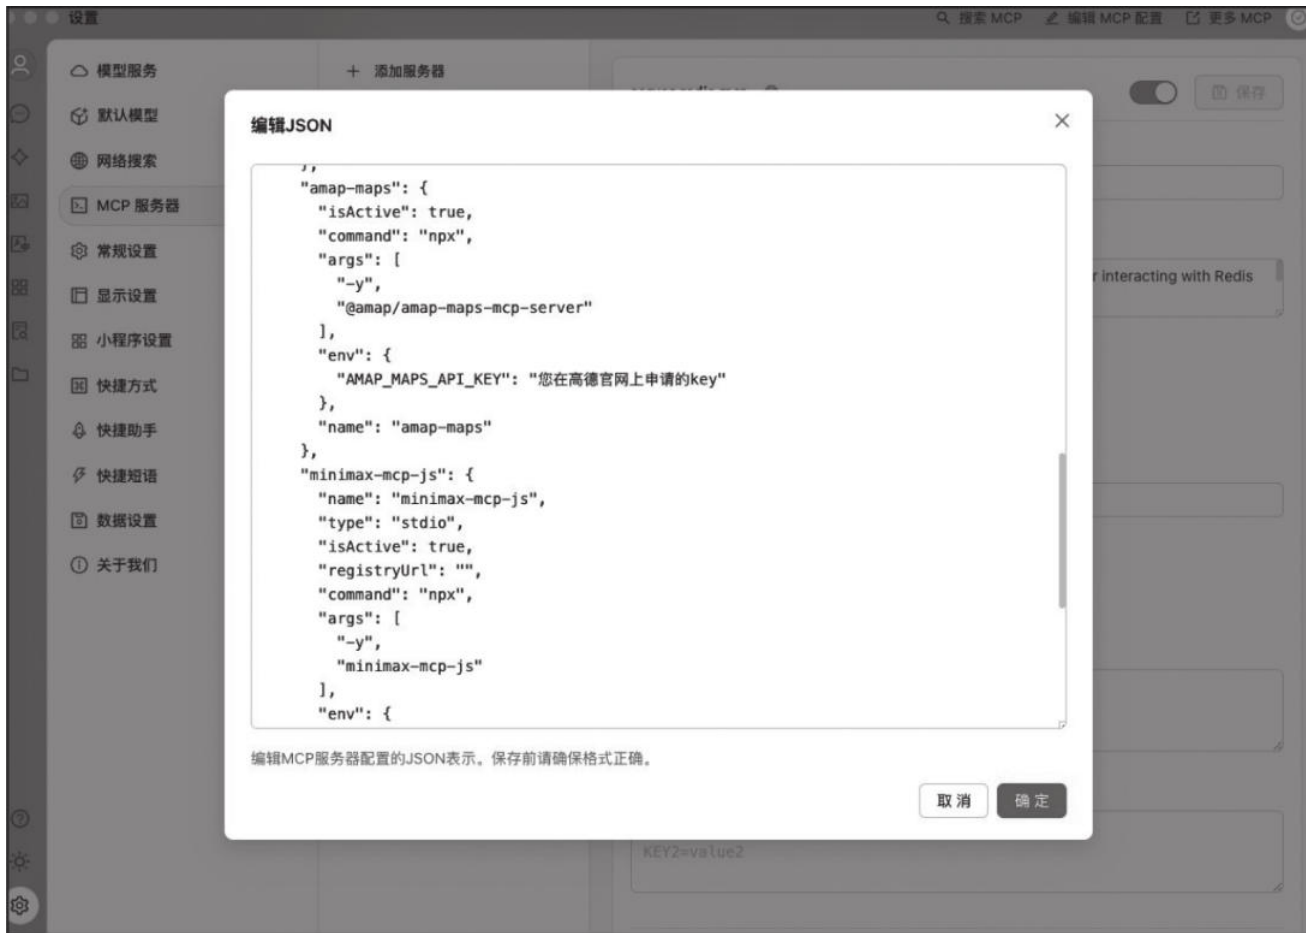 设置
搜索 MCP
编辑 MCP 配置
更多 MCP
模型服务
默认模型
网络搜索
MCP 服务器
常规设置
显示设置
小程序设置
快捷方式
快捷助手
快捷短语
数据设置
关于我们
+ 添加服务器
保存
编辑JSON
},
"amap-maps": {
"isActive": true,
"command": "npx",
"args": [
"-y",
"@amap/amap-maps-mcp-server"
],
"env": {
"AMAP_MAPS_API_KEY": "您在高德官网上申请的key"
},
"name": "amap-maps"
},
"minimax-mcp-js": {
"name": "minimax-mcp-js",
"type": "stdio",
"isActive": true,
"registryUrl": "",
"command": "npx",
"args": [
"-y",
"minimax-mcp-js"
],
"env": {
编辑MCP服务器配置的JSON表示。保存前请确保格式正确。
取消
确定
r interacting with Redis
KEY2=value2